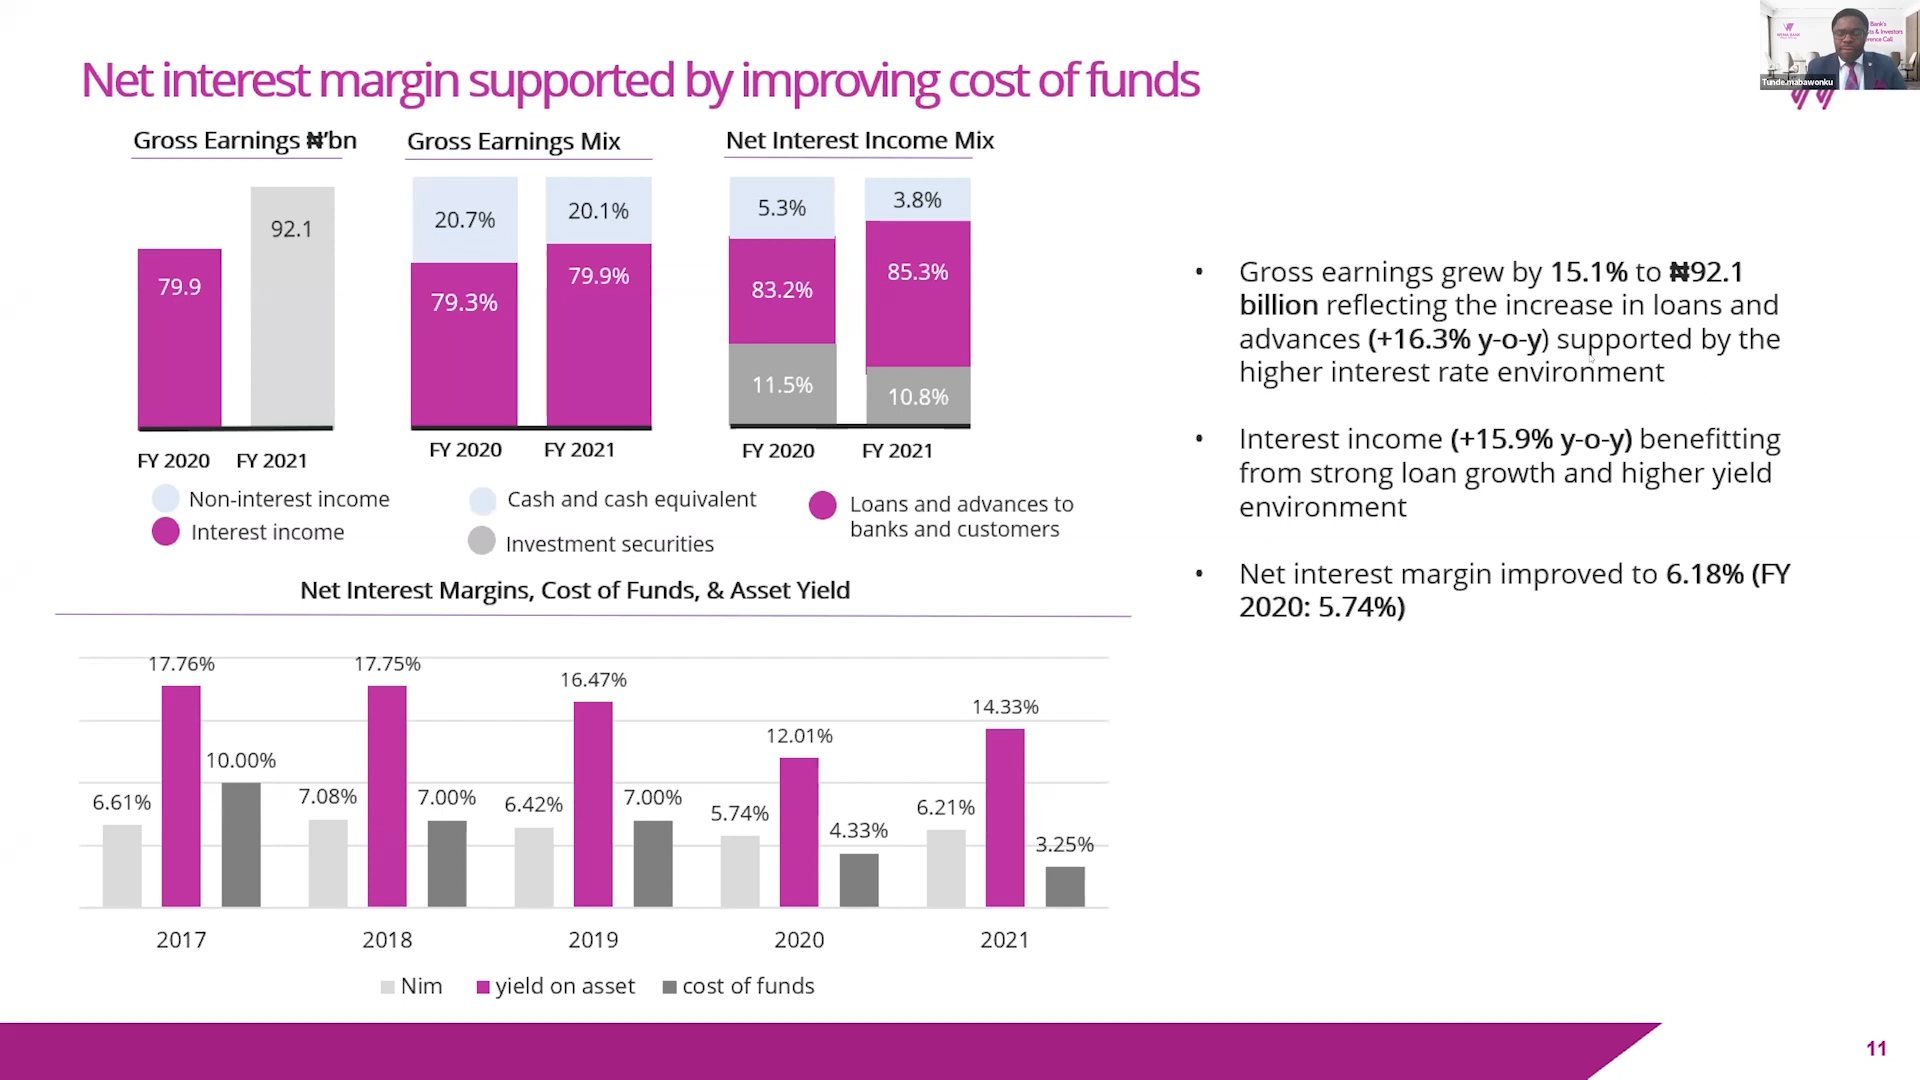 Net interest margin supported by improving cost of funds
Gross Earnings ₦'bn
79.9
92.1
FY 2020 FY 2021
Gross Earnings Mix
20.7%
20.1%
79.3%
79.9%
FY 2020 FY 2021
Net Interest Income Mix
5.3%
3.8%
83.2%
85.3%
11.5%
10.8%
FY 2020 FY 2021
Non-interest income
Interest income
Cash and cash equivalent
Investment securities
Loans and advances to
banks and customers
Net Interest Margins, Cost of Funds, & Asset Yield
6.61% 17.76% 10.00%
7.08% 17.75% 7.00%
6.42% 16.47% 7.00%
5.74% 12.01% 4.33%
6.21% 14.33% 3.25%
2017 2018 2019 2020 2021
Nim yield on asset cost of funds
• Gross earnings grew by 15.1% to ₦92.1
billion reflecting the increase in loans and
advances (+16.3% y-o-y) supported by the
higher interest rate environment
• Interest income (+15.9% y-o-y) benefitting
from strong loan growth and higher yield
environment
• Net interest margin improved to 6.18% (FY
2020: 5.74%)
WEMA BANK
Bank's
ts & Investors
rence Call
Tunde.mabawonku
11